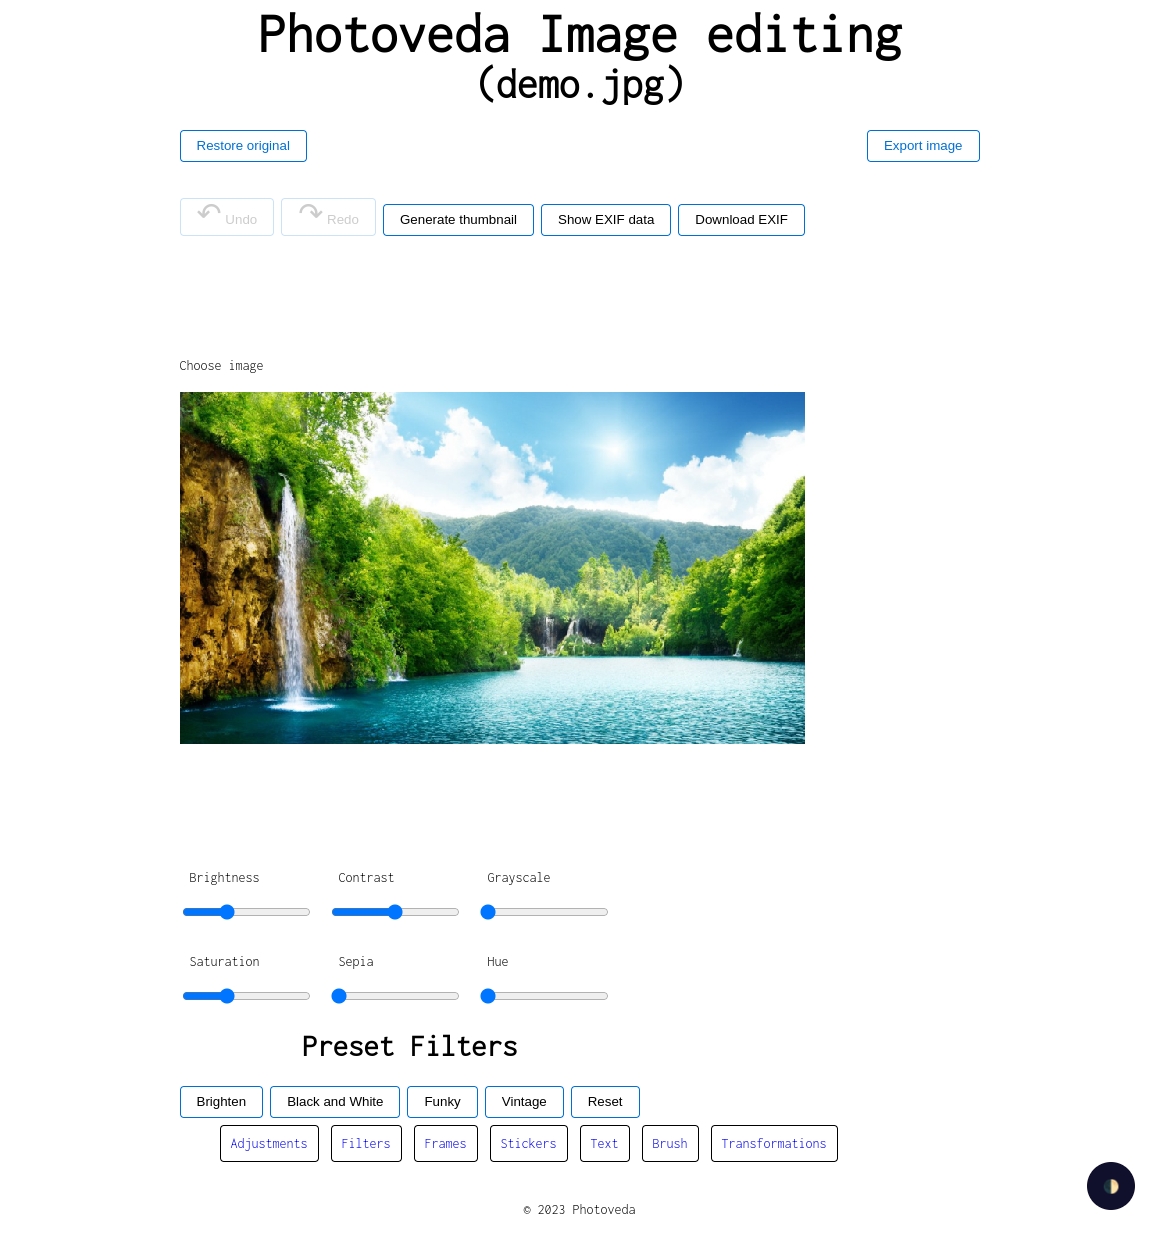 Photoveda Image editing
(demo.jpg)
Restore original
Export image
↶ Undo
↷ Redo
Generate thumbnail
Show EXIF data
Download EXIF
Choose image
Brightness
Contrast
Grayscale
Saturation
Sepia
Hue
Preset Filters
Brighten
Black and White
Funky
Vintage
Reset
Adjustments
Filters
Frames
Stickers
Text
Brush
Transformations
© 2023 Photoveda